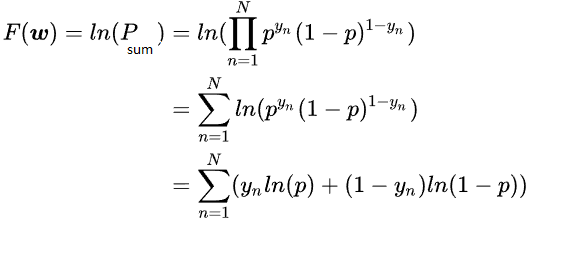 F(w) = ln(P_sum) = ln(∏_{n=1}^{N} p^{y_n}(1 − p)^{1−y_n})
= ∑_{n=1}^{N} ln(p^{y_n}(1 − p)^{1−y_n})
= ∑_{n=1}^{N} (y_n ln(p) + (1 − y_n)ln(1 − p))